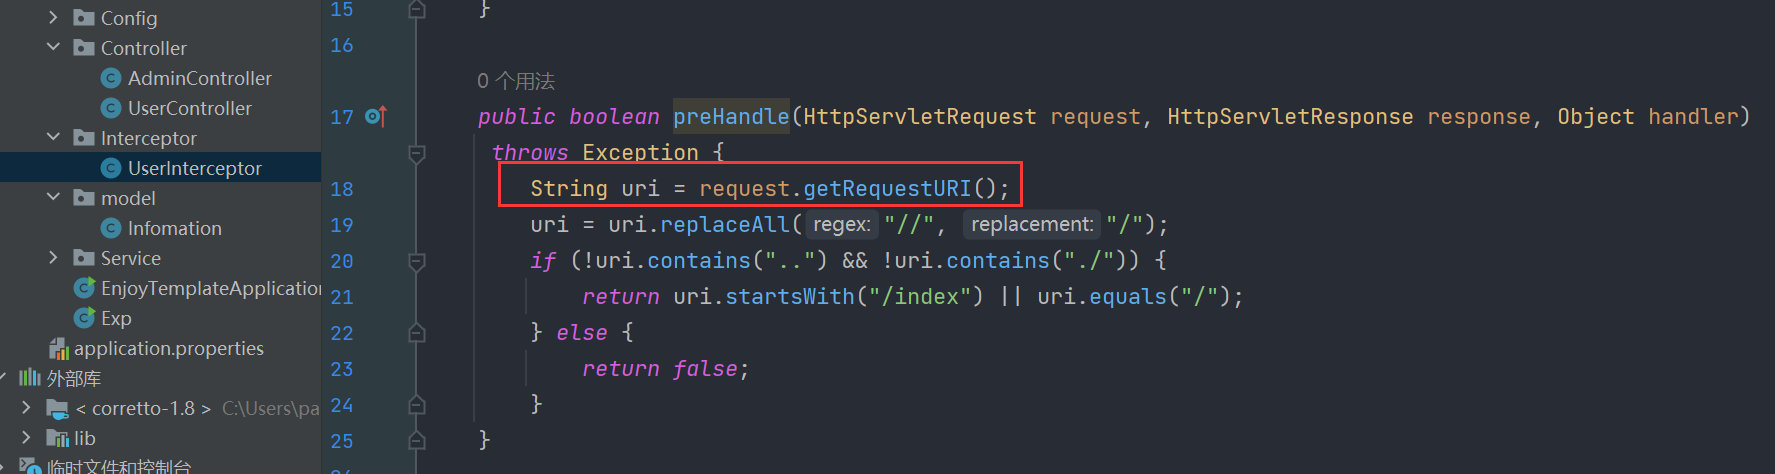 Config
Controller
AdminController
UserController
Interceptor
UserInterceptor
model
Infomation
Service
EnjoyTemplateApplication
Exp
application.properties
外部库
< corretto-1.8 > C:\Users\pa
lib
临时文件和控制台
15 }
16
0 个用法
17 public boolean preHandle(HttpServletRequest request, HttpServletResponse response, Object handler)
throws Exception {
18 String uri = request.getRequestURI();
19 uri = uri.replaceAll( regex: "//", replacement: "/");
20 if (!uri.contains("..") && !uri.contains("./")) {
21 return uri.startsWith("/index") || uri.equals("/");
22 } else {
23 return false;
24 }
25 }